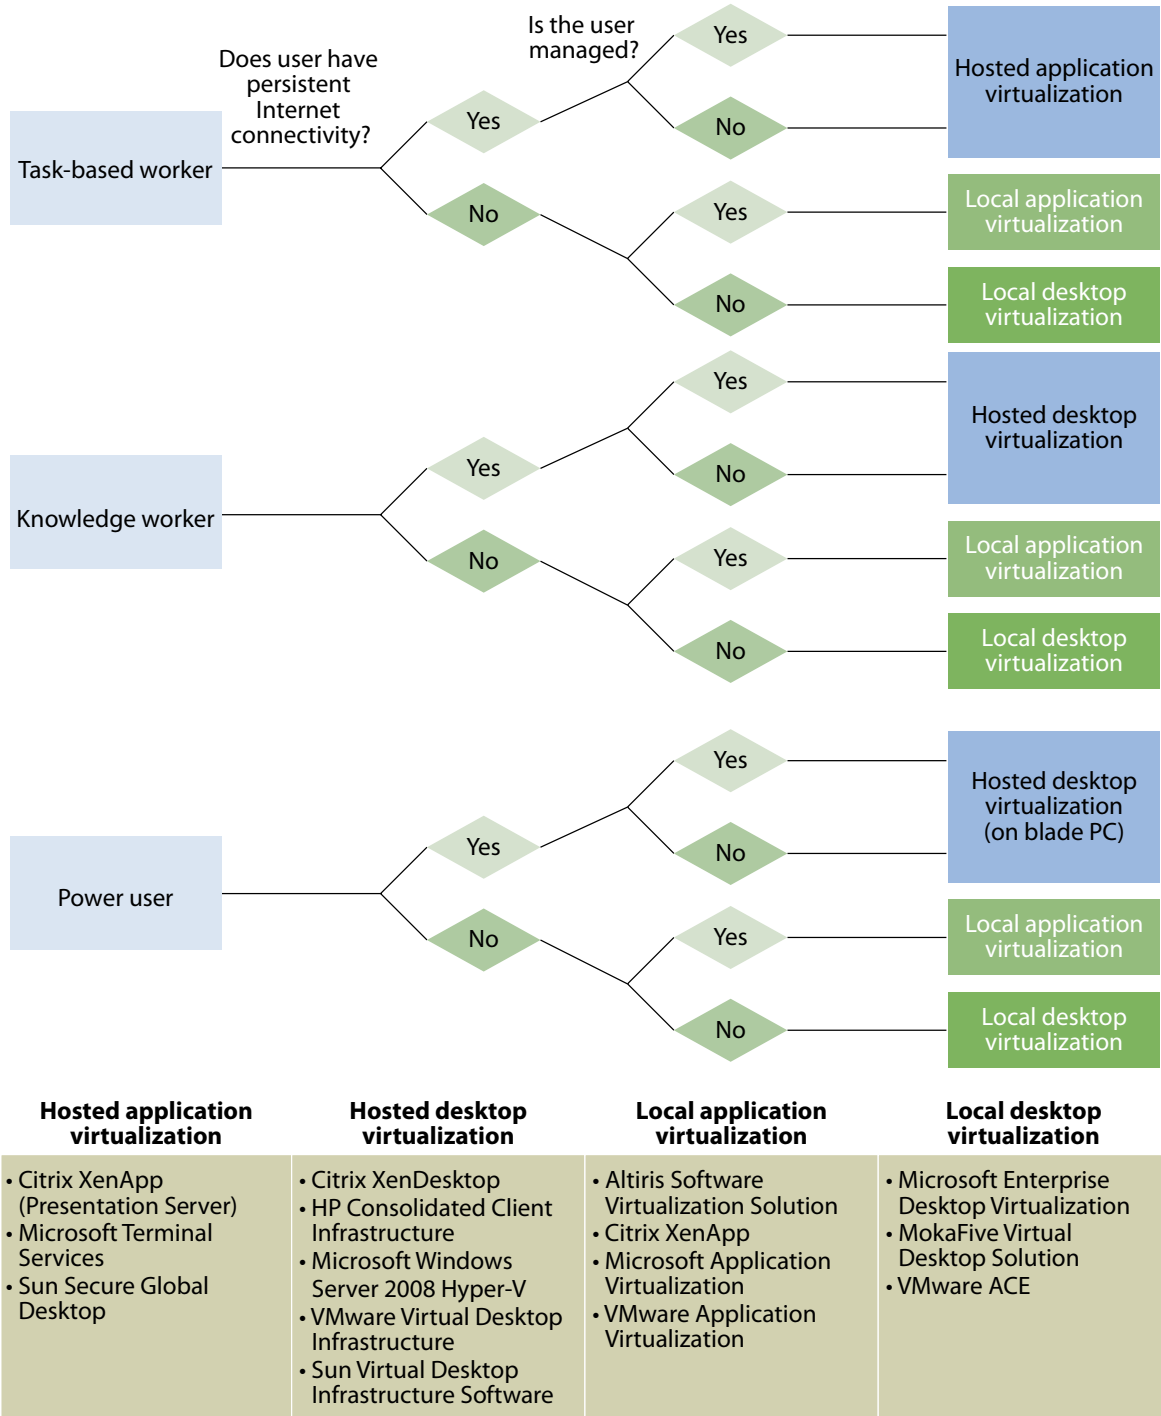 Does user have
persistent
Internet
connectivity?
Is the user
managed?
Task-based worker
Yes
No
Yes
No
Yes
No
Hosted application
virtualization
Local application
virtualization
Local desktop
virtualization
Knowledge worker
Yes
No
Yes
No
Yes
No
Hosted desktop
virtualization
Local application
virtualization
Local desktop
virtualization
Power user
Yes
No
Yes
No
Yes
No
Hosted desktop
virtualization
(on blade PC)
Local application
virtualization
Local desktop
virtualization
Hosted application
virtualization
• Citrix XenApp
(Presentation Server)
• Microsoft Terminal
Services
• Sun Secure Global
Desktop
Hosted desktop
virtualization
• Citrix XenDesktop
• HP Consolidated Client
Infrastructure
• Microsoft Windows
Server 2008 Hyper-V
• VMware Virtual Desktop
Infrastructure
• Sun Virtual Desktop
Infrastructure Software
Local application
virtualization
• Altiris Software
Virtualization Solution
• Citrix XenApp
• Microsoft Application
Virtualization
• VMware Application
Virtualization
Local desktop
virtualization
• Microsoft Enterprise
Desktop Virtualization
• MokaFive Virtual
Desktop Solution
• VMware ACE